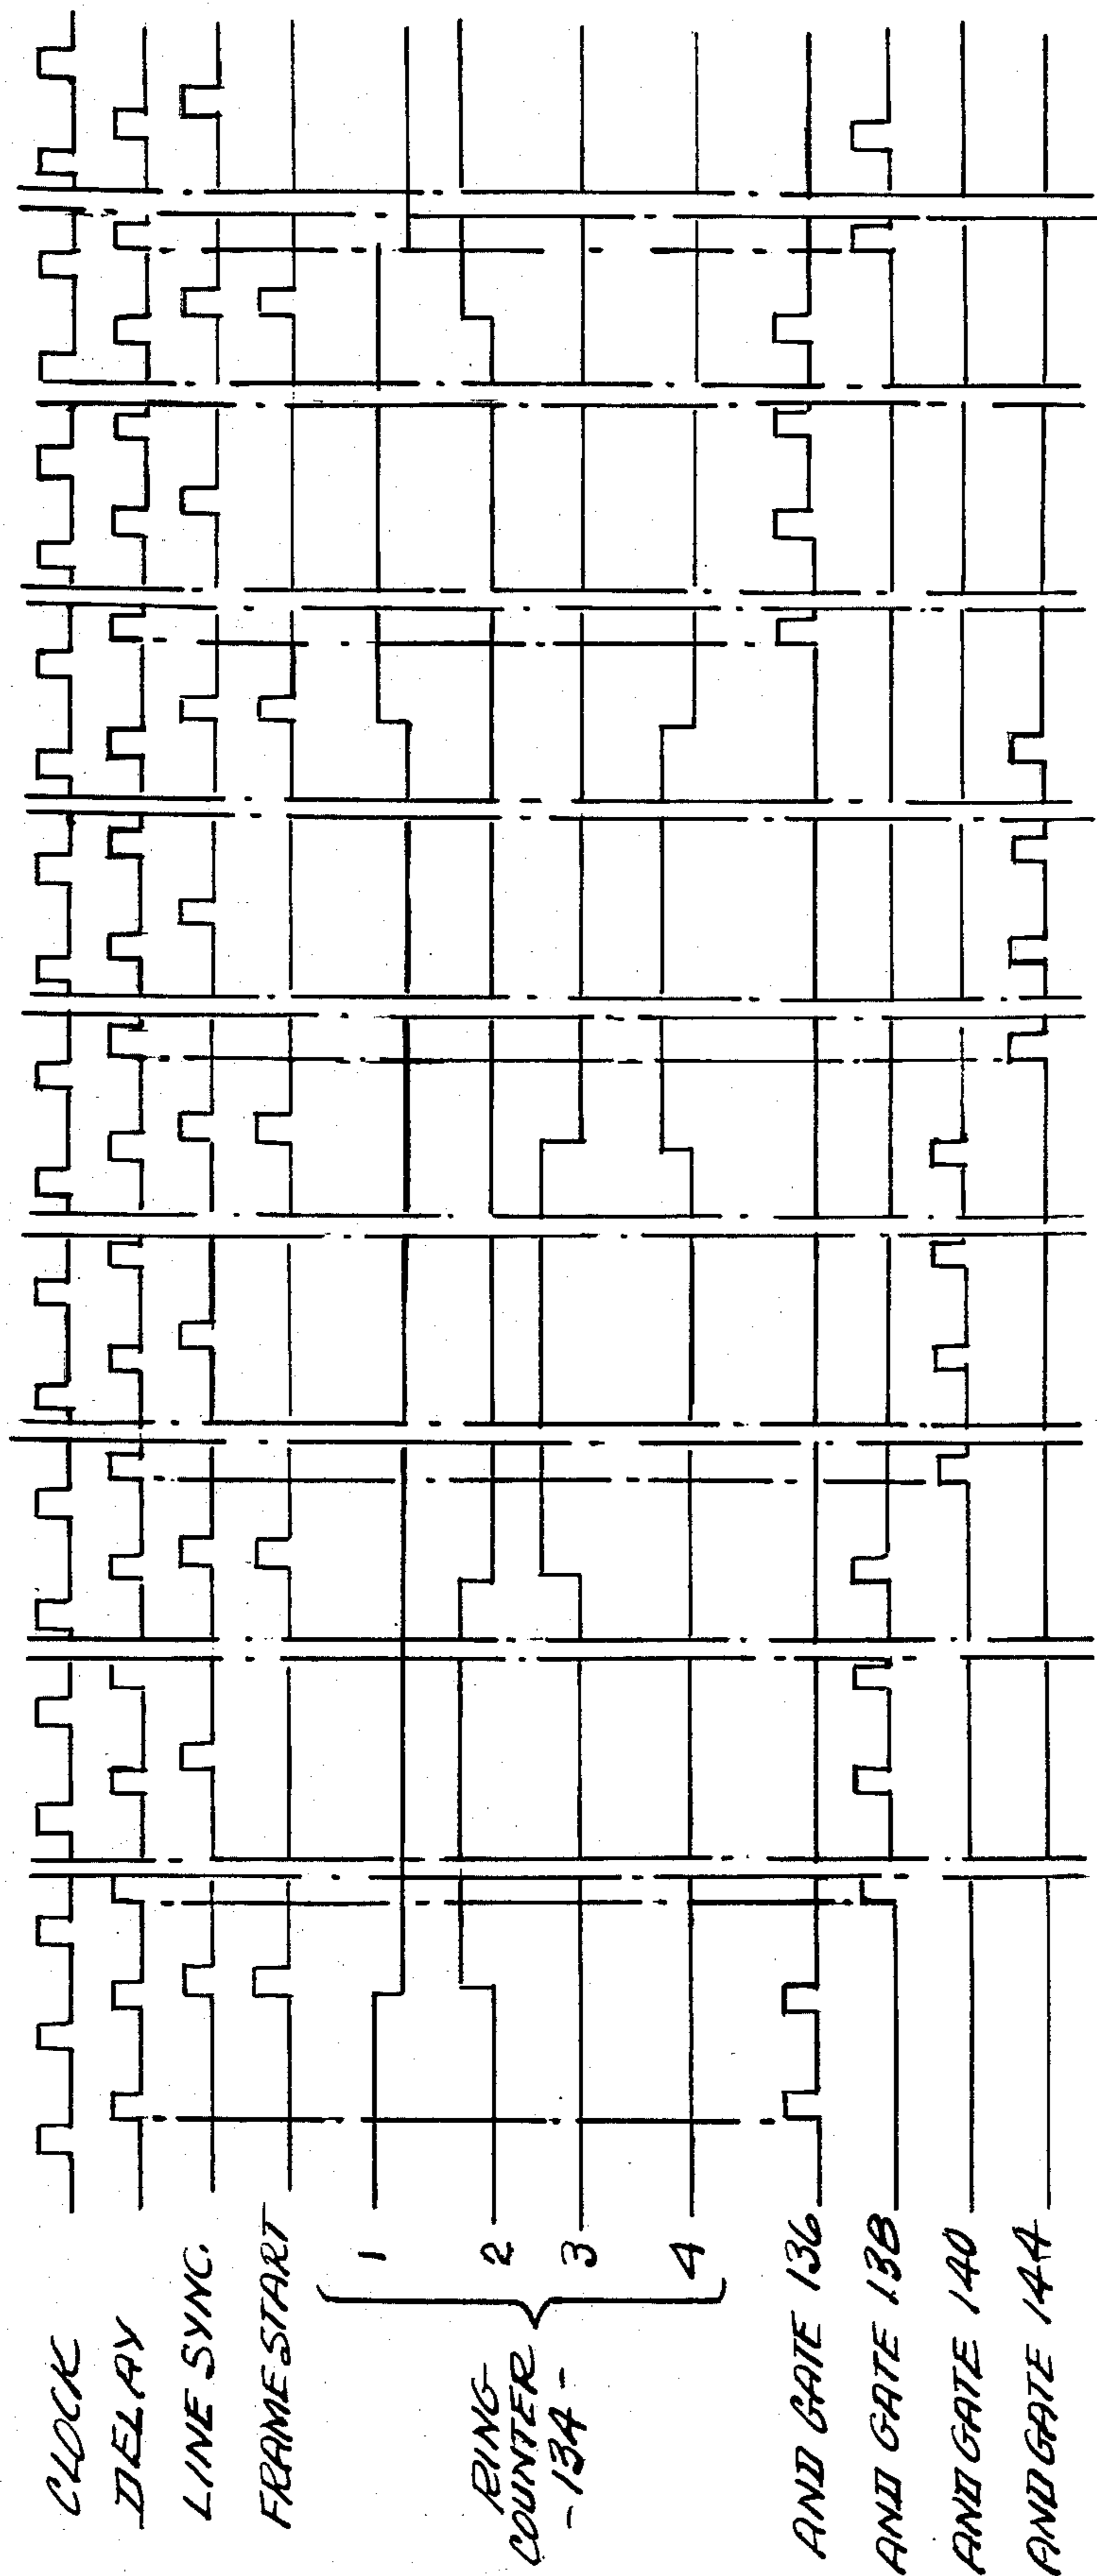 CLOCK
DELAY
LINE SYNC.
FRAME START
RING
COUNTER
-134-
1
2
3
4
AND GATE 136
AND GATE 138
AND GATE 140
AND GATE 144